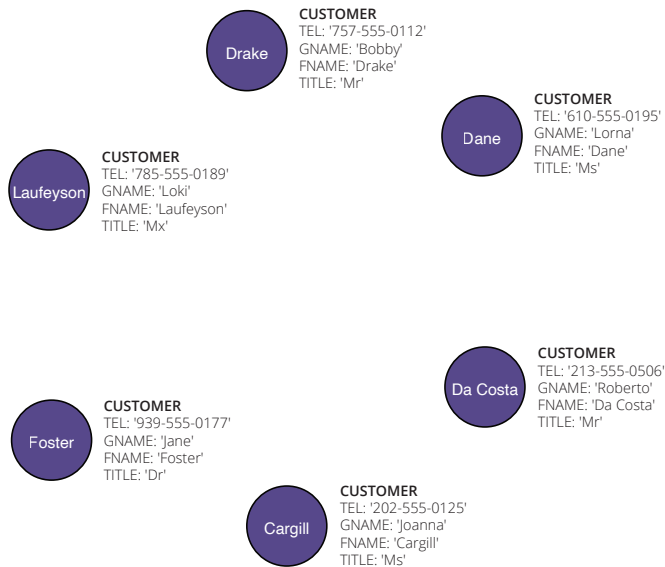 Drake
CUSTOMER
TEL: '757-555-0112'
GNAME: 'Bobby'
FNAME: 'Drake'
TITLE: 'Mr'
Dane
CUSTOMER
TEL: '610-555-0195'
GNAME: 'Lorna'
FNAME: 'Dane'
TITLE: 'Ms'
Laufeyson
CUSTOMER
TEL: '785-555-0189'
GNAME: 'Loki'
FNAME: 'Laufeyson'
TITLE: 'Mx'
Da Costa
CUSTOMER
TEL: '213-555-0506'
GNAME: 'Roberto'
FNAME: 'Da Costa'
TITLE: 'Mr'
Foster
CUSTOMER
TEL: '939-555-0177'
GNAME: 'Jane'
FNAME: 'Foster'
TITLE: 'Dr'
Cargill
CUSTOMER
TEL: '202-555-0125'
GNAME: 'Joanna'
FNAME: 'Cargill'
TITLE: 'Ms'